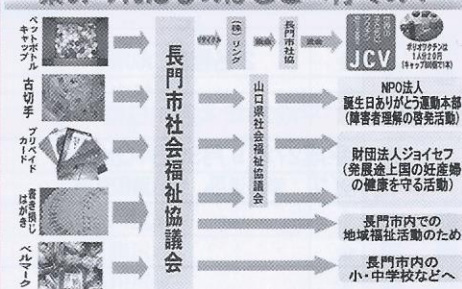 ペットボトル
キャップ
古切手
プリペイド
カード
書き損じ
はがき
ベルマーク
長門市社会福祉協議会
(株)リング
長門市社協
JCV
ポリオワクチンは
1人分20円
山口県社会福祉協議会
NPO法人
誕生日ありがとう運動本部
(障害者理解の啓発活動)
財団法人ジョイセフ
(発展途上国の妊産婦
の健康を守る活動)
長門市内での
地域福祉活動のため
長門市内の
小・中学校などへ